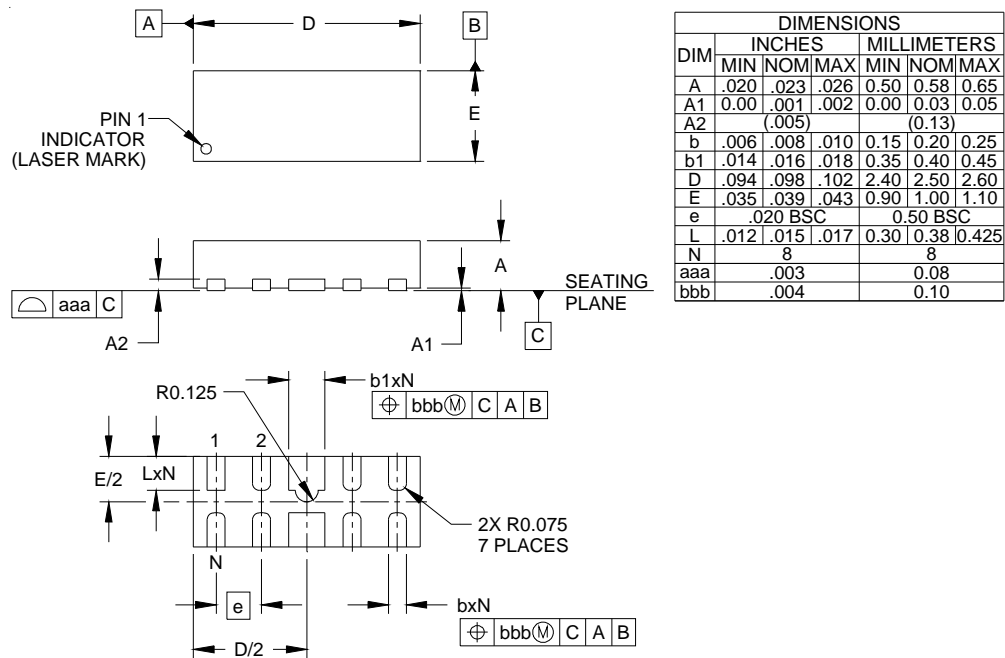 A D B
E
PIN 1
INDICATOR
(LASER MARK)
A
SEATING
PLANE
aaa C
A2 A1 C
b1xN
R0.125
bbb M C A B
1 2
E/2 LxN
2X R0.075
7 PLACES
N
e bxN
bbb M C A B
D/2
DIMENSIONS
DIM INCHES MILLIMETERS
MIN NOM MAX MIN NOM MAX
A .020 .023 .026 0.50 0.58 0.65
A1 0.00 .001 .002 0.00 0.03 0.05
A2 (.005) (0.13)
b .006 .008 .010 0.15 0.20 0.25
b1 .014 .016 .018 0.35 0.40 0.45
D .094 .098 .102 2.40 2.50 2.60
E .035 .039 .043 0.90 1.00 1.10
e .020 BSC 0.50 BSC
L .012 .015 .017 0.30 0.38 0.425
N 8 8
aaa .003 0.08
bbb .004 0.10